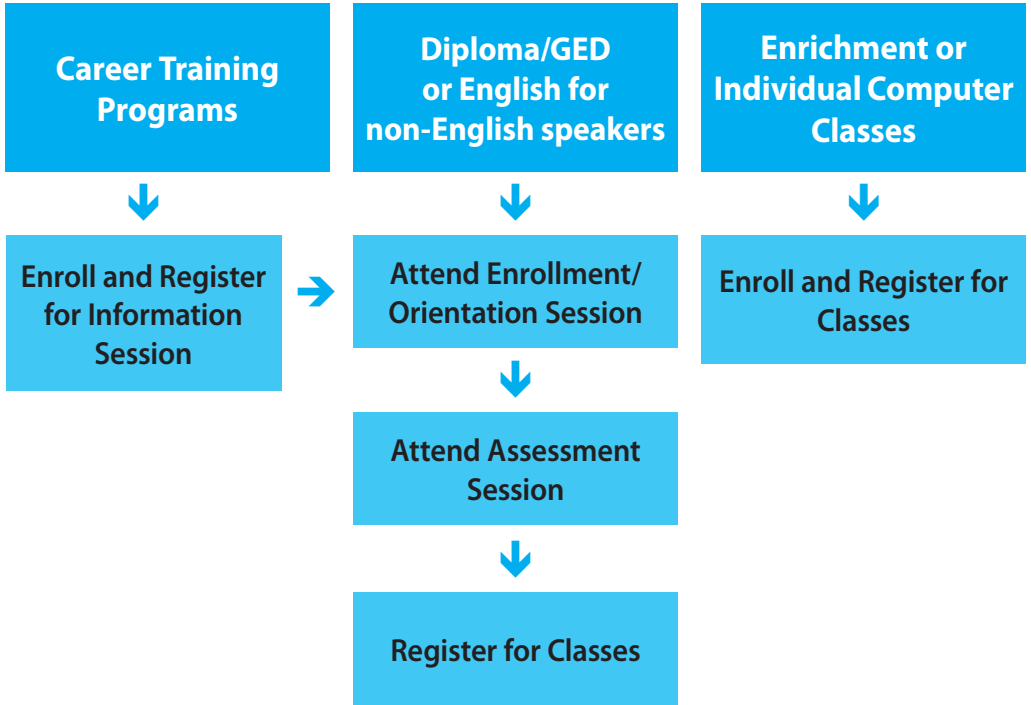 Career Training
Programs
Diploma/GED
or English for
non-English speakers
Enrichment or
Individual Computer
Classes
Enroll and Register
for Information
Session
Attend Enrollment/
Orientation Session
Enroll and Register for
Classes
Attend Assessment
Session
Register for Classes